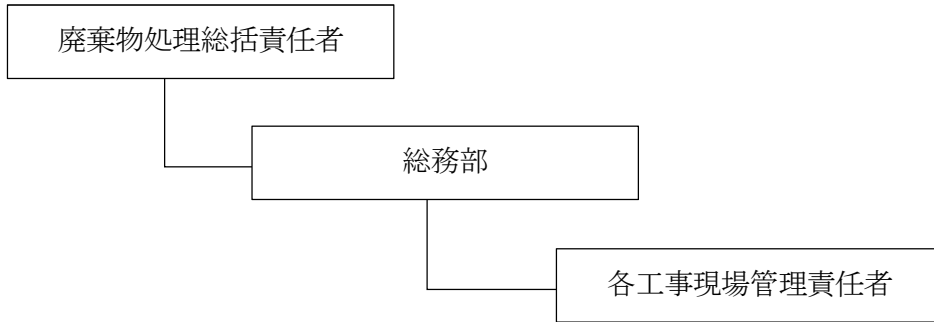 廃棄物処理総括責任者
総務部
各工事現場管理責任者